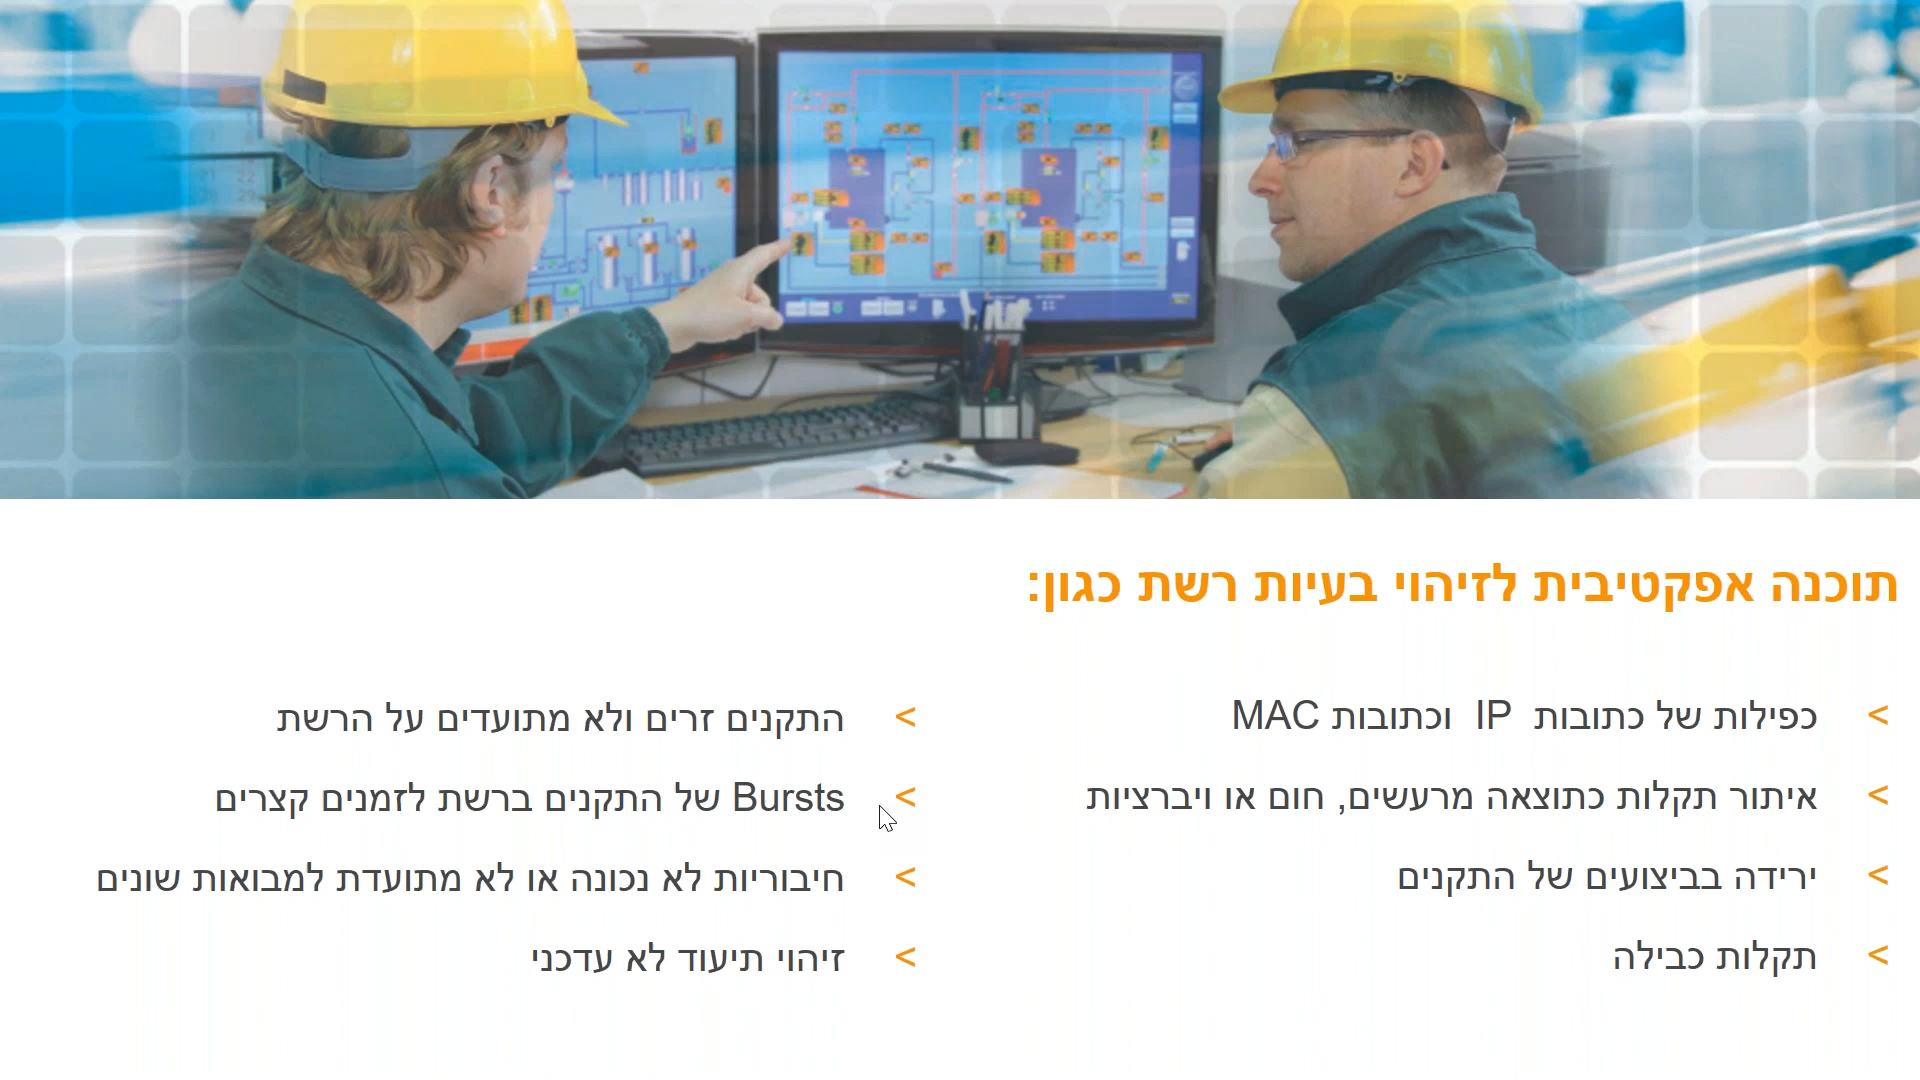 תוכנה אפקטיבית לזיהוי בעיות רשת כגון:
< כפילות של כתובות IP וכתובות MAC
< איתור תקלות כתוצאה מרעשים, חום או ויברציות
< ירידה בביצועים של התקנים
< תקלות כבילה
< התקנים זרים ולא מתועדים על הרשת
< Bursts של התקנים ברשת לזמנים קצרים
< חיבוריות לא נכונה או לא מתועדת למבואות שונים
< זיהוי תיעוד לא עדכני